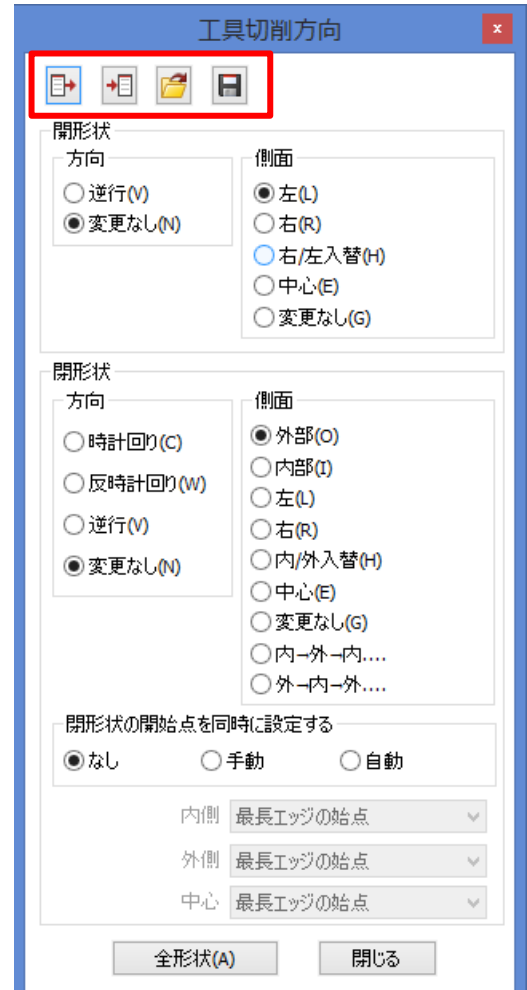 工具切削方向
x
開形状
方向
逆行(V)
変更なし(N)
側面
左(L)
右(R)
右/左入替(H)
中心(E)
変更なし(G)
閉形状
方向
時計回り(C)
反時計回り(W)
逆行(V)
変更なし(N)
側面
外部(O)
内部(I)
左(L)
右(R)
内/外入替(H)
中心(E)
変更なし(G)
内→外→内....
外→内→外....
閉形状の開始点を同時に設定する
なし 手動 自動
内側 最長エッジの始点
外側 最長エッジの始点
中心 最長エッジの始点
全形状(A) 閉じる